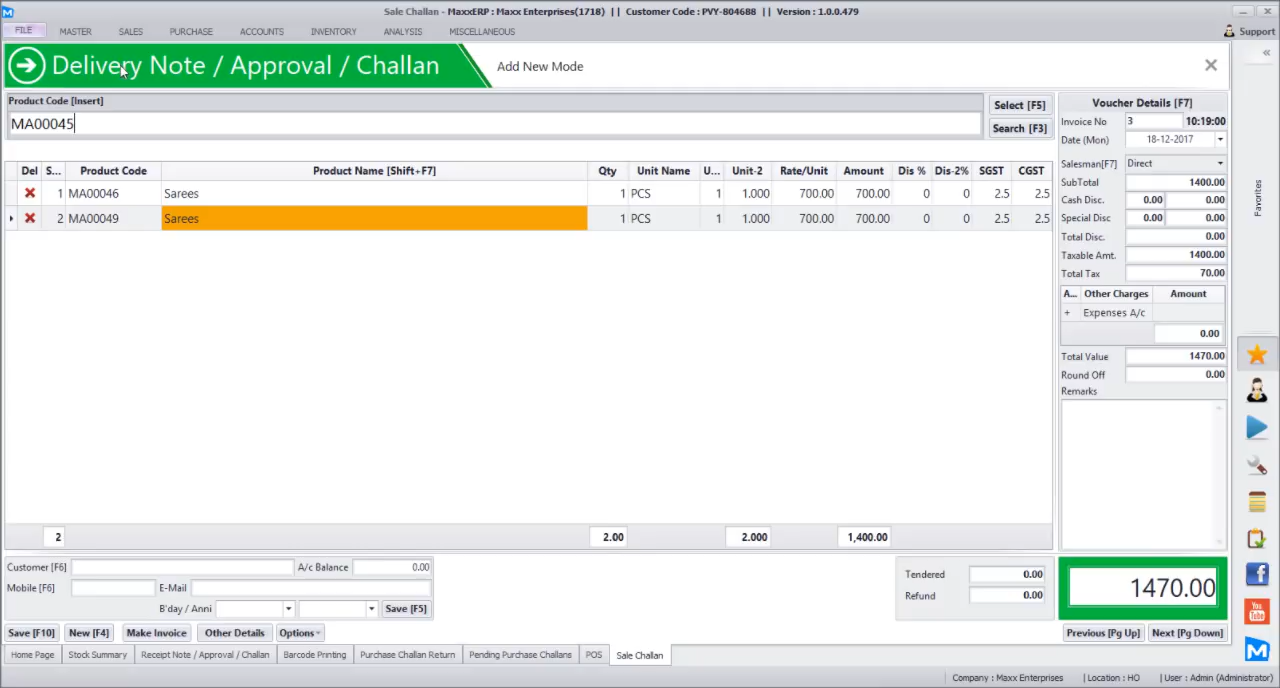 Sale Challan - MaxxERP : Maxx Enterprises(1718) || Customer Code : PVY-804688 || Version : 1.0.0.479
FILE MASTER SALES PURCHASE ACCOUNTS INVENTORY ANALYSIS MISCELLANEOUS Support
Delivery Note / Approval / Challan Add New Mode
Product Code [Insert]
MA00045
Select [F5]
Search [F3]
Del S... Product Code Product Name [Shift+F7] Qty Unit Name U... Unit-2 Rate/Unit Amount Dis % Dis-2% SGST CGST
1 MA00046 Sarees 1 PCS 1 1.000 700.00 700.00 0 0 2.5 2.5
2 MA00049 Sarees 1 PCS 1 1.000 700.00 700.00 0 0 2.5 2.5
2 2.00 2.000 1,400.00
Voucher Details [F7]
Invoice No 3 10:19:00
Date (Mon) 18-12-2017
Salesman[F7] Direct
SubTotal 1400.00
Cash Disc. 0.00 0.00
Special Disc 0.00 0.00
Total Disc. 0.00
Taxable Amt. 1400.00
Total Tax 70.00
A... Other Charges Amount
+ Expenses A/c
0.00
Total Value 1470.00
Round Off 0.00
Remarks
Favorites
Customer [F6] A/c Balance 0.00
Mobile [F6] E-Mail
B'day / Anni Save [F5]
Tendered 0.00
Refund 0.00
1470.00
Save [F10] New [F4] Make Invoice Other Details Options Previous [Pg Up] Next [Pg Down]
Home Page Stock Summary Receipt Note / Approval / Challan Barcode Printing Purchase Challan Return Pending Purchase Challans POS Sale Challan
You
Tube
Company : Maxx Enterprises | Location : HO | User : Admin (Administrator)